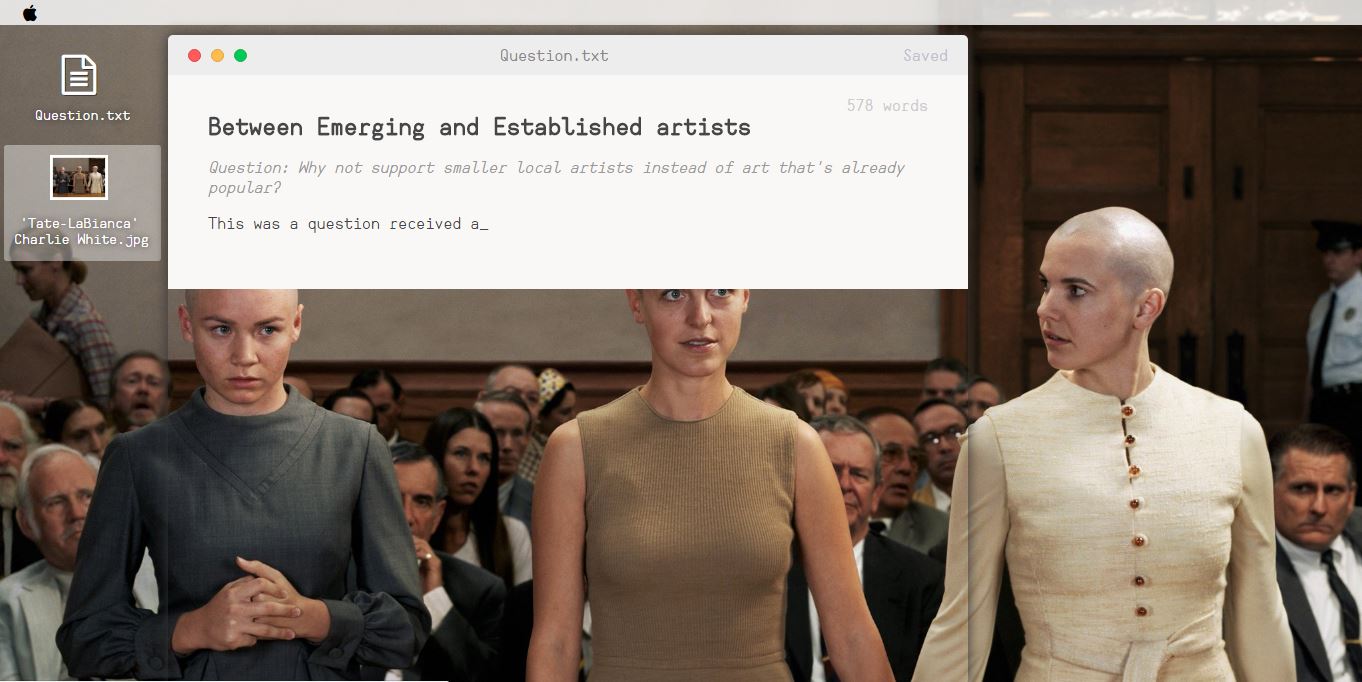 Question.txt
Saved
Question.txt
578 words
Between Emerging and Established artists
Question: Why not support smaller local artists instead of art that's already
popular?
This was a question received a_
'Tate-LaBianca'
Charlie White.jpg